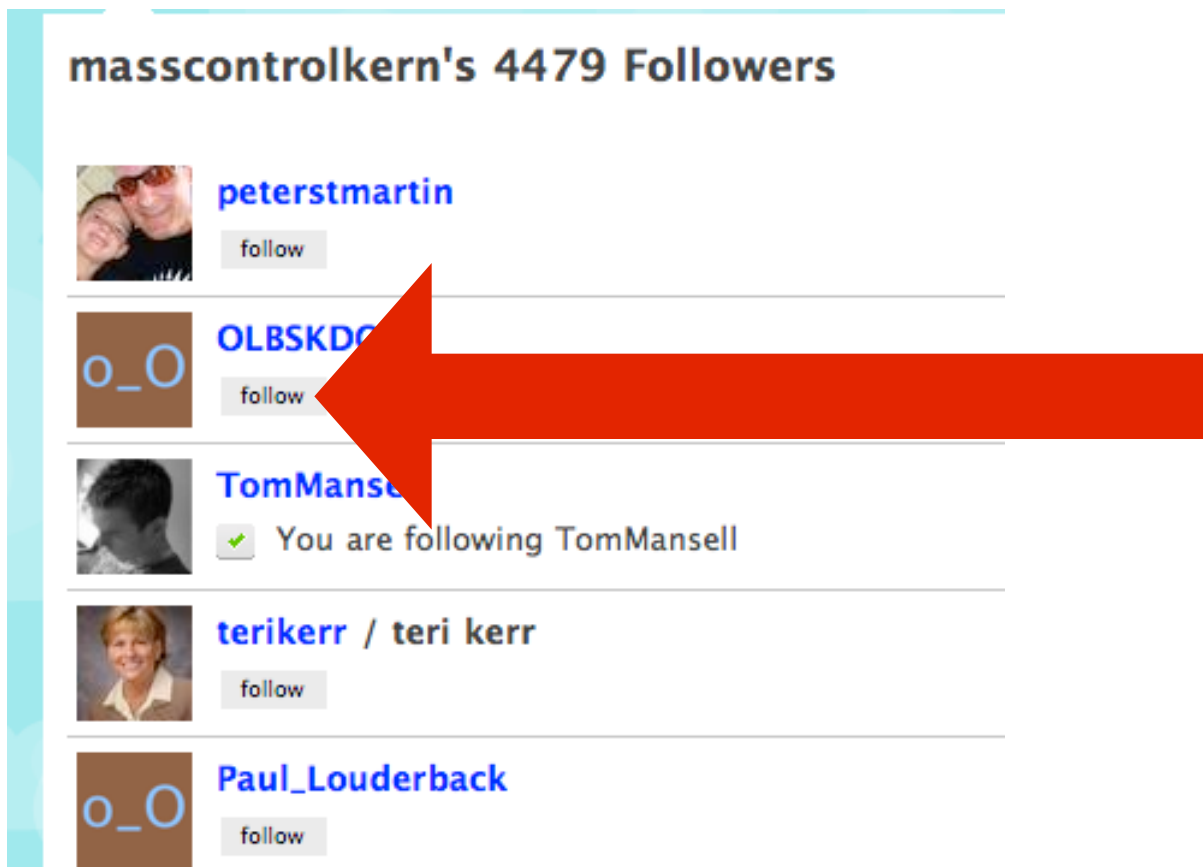 masscontrolkern's 4479 Followers
peterstmartin
follow
o_O
follow
You are following TomMansell
terikerr / teri kerr
follow
o_O
Paul_Louderback
follow